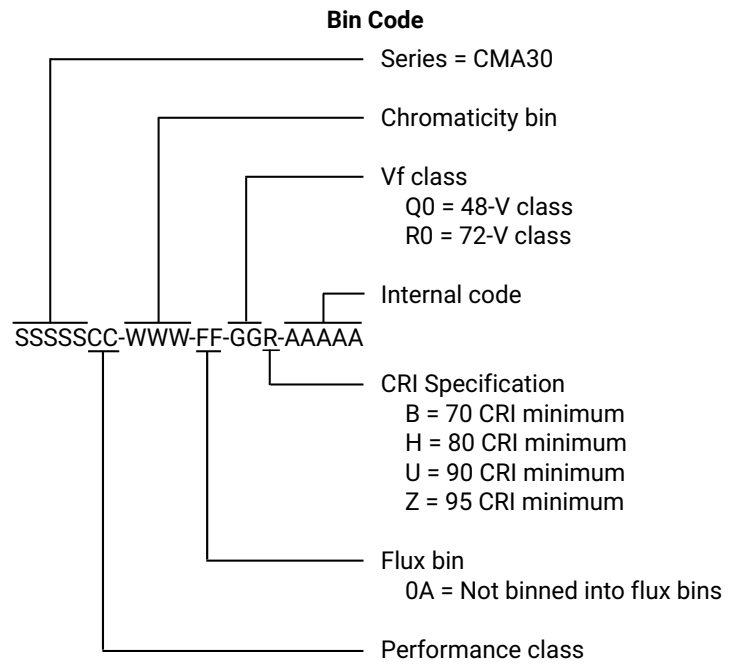 Bin Code
Series = CMA30
Chromaticity bin
Vf class
Q0 = 48-V class
R0 = 72-V class
Internal code
SSSSSCC-WWW-FF-GGR-AAAAA
CRI Specification
B = 70 CRI minimum
H = 80 CRI minimum
U = 90 CRI minimum
Z = 95 CRI minimum
Flux bin
0A = Not binned into flux bins
Performance class